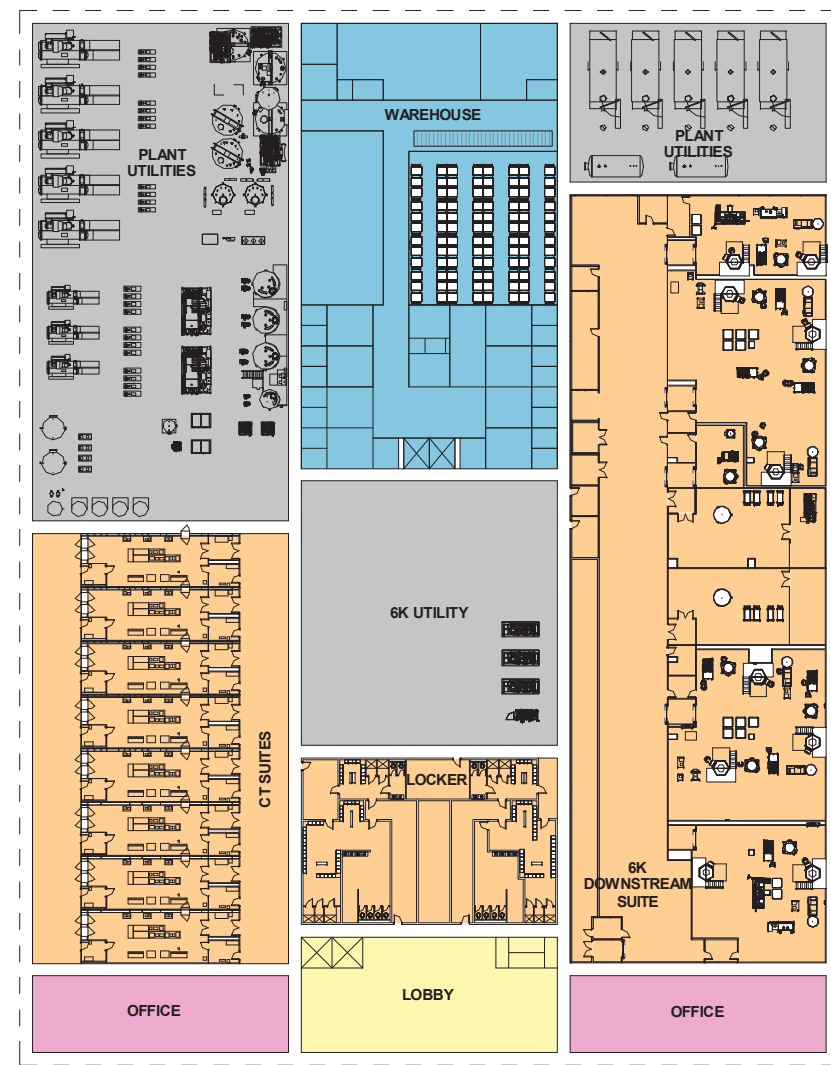 WAREHOUSE
PLANT
UTILITIES
PLANT
UTILITIES
6K UTILITY
CT SUITES
LOCKER
6K
DOWNSTREAM
SUITE
LOBBY
OFFICE
OFFICE